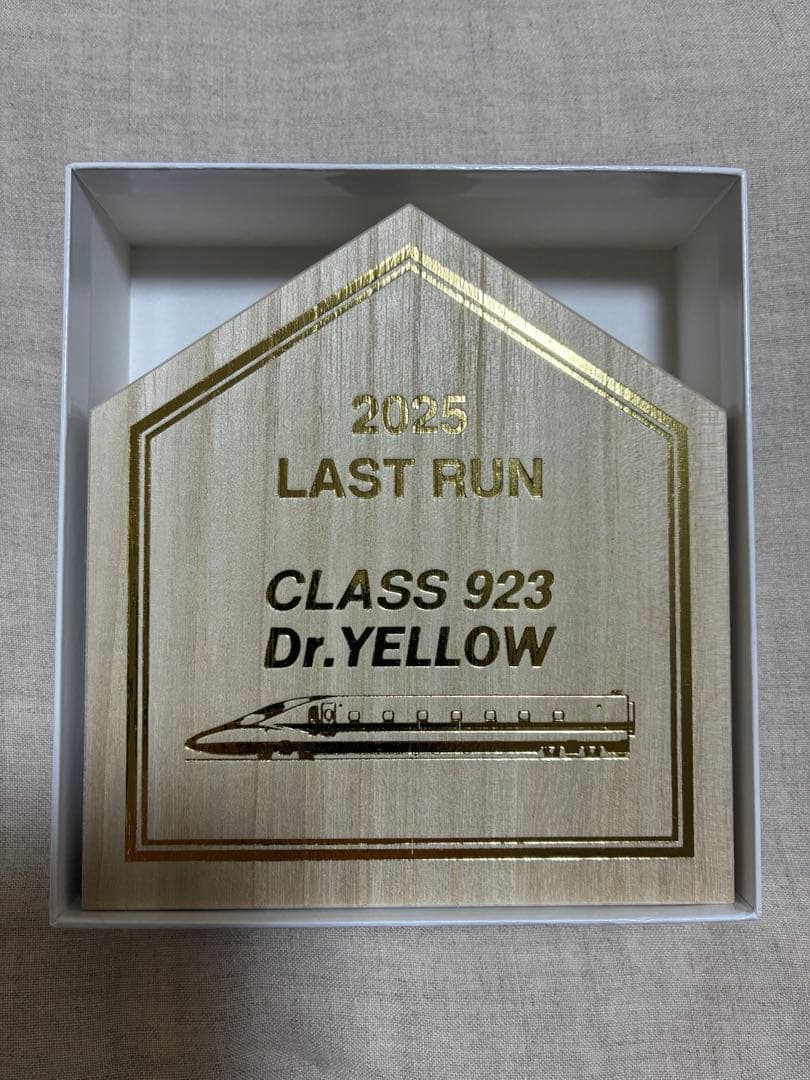 2025
LAST RUN
CLASS 923
Dr.YELLOW